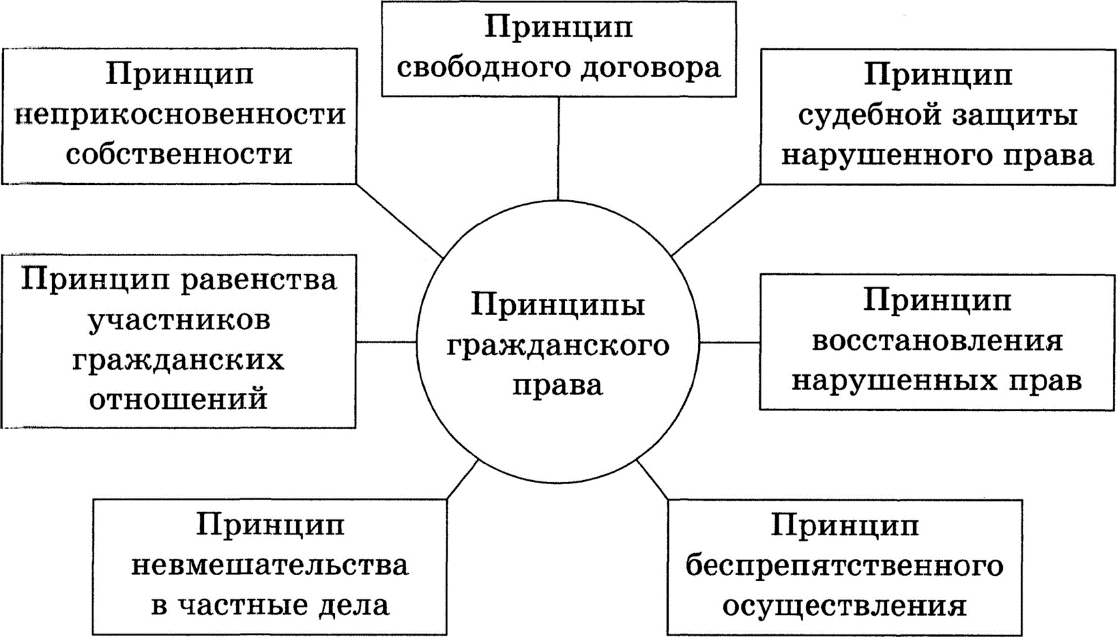 Принцип
свободного договора
Принцип
неприкосновенности
собственности
Принцип
судебной защиты
нарушенного права
Принцип равенства
участников
гражданских
отношений
Принципы
гражданского
права
Принцип
восстановления
нарушенных прав
Принцип
невмешательства
в частные дела
Принцип
беспрепятственного
осуществления